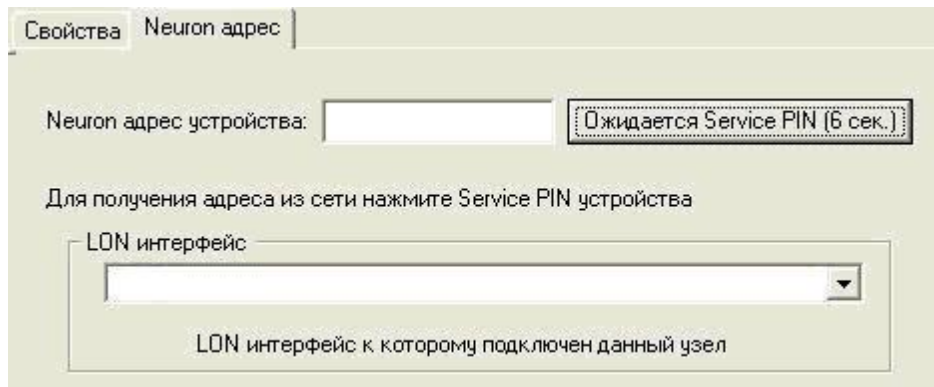 Свойства Neuron адрес
Neuron адрес устройства: Ожидается Service PIN (6 сек.)
Для получения адреса из сети нажмите Service PIN устройства
LON интерфейс
LON интерфейс к которому подключен данный узел